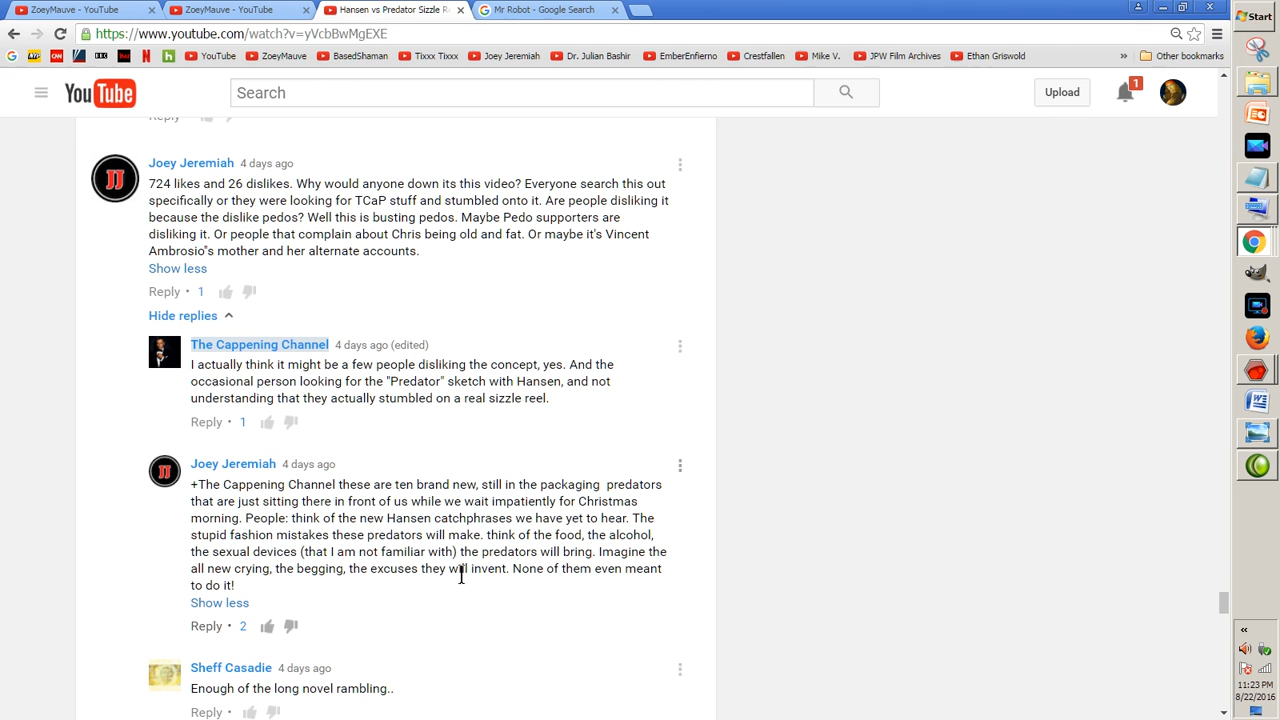 ZoeyMauve - YouTube
ZoeyMauve - YouTube
Hansen vs Predator Sizzle R
Mr Robot - Google Search
https://www.youtube.com/watch?v=yVcbBwMgEXE
YouTube
ZoeyMauve
BasedShaman
Tixxx Tixxx
Joey Jeremiah
Dr. Julian Bashir
EmberEnfierno
Crestfallen
Mike V.
JPW Film Archives
Ethan Griswold
»
Other bookmarks
Start
YouTube
Search
Upload
1
Reply
Joey Jeremiah 4 days ago
724 likes and 26 dislikes. Why would anyone down its this video? Everyone search this out
specifically or they were looking for TCaP stuff and stumbled onto it. Are people disliking it
because the dislike pedos? Well this is busting pedos. Maybe Pedo supporters are
disliking it. Or people that complain about Chris being old and fat. Or maybe it's Vincent
Ambrosio"s mother and her alternate accounts.
Show less
Reply • 1
Hide replies
The Cappening Channel 4 days ago (edited)
I actually think it might be a few people disliking the concept, yes. And the
occasional person looking for the "Predator" sketch with Hansen, and not
understanding that they actually stumbled on a real sizzle reel.
Reply • 1
Joey Jeremiah 4 days ago
+The Cappening Channel these are ten brand new, still in the packaging predators
that are just sitting there in front of us while we wait impatiently for Christmas
morning. People: think of the new Hansen catchphrases we have yet to hear. The
stupid fashion mistakes these predators will make. think of the food, the alcohol,
the sexual devices (that I am not familiar with) the predators will bring. Imagine the
all new crying, the begging, the excuses they will invent. None of them even meant
to do it!
Show less
Reply • 2
Sheff Casadie 4 days ago
Enough of the long novel rambling..
Reply •
«
11:23 PM
8/22/2016